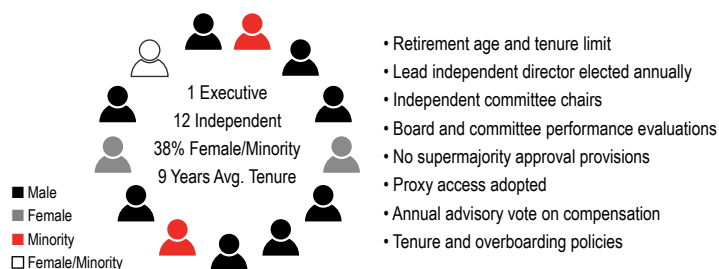 1 Executive
12 Independent
38% Female/Minority
9 Years Avg. Tenure
■ Male
■ Female
■ Minority
□ Female/Minority
• Retirement age and tenure limit
• Lead independent director elected annually
• Independent committee chairs
• Board and committee performance evaluations
• No supermajority approval provisions
• Proxy access adopted
• Annual advisory vote on compensation
• Tenure and overboarding policies